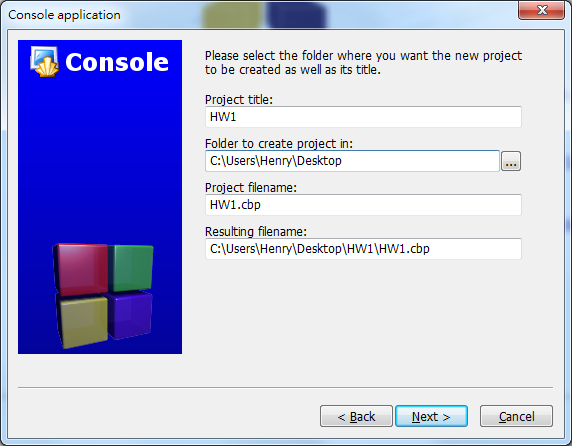 Console application
Console
Please select the folder where you want the new project
to be created as well as its title.
Project title:
HW1
Folder to create project in:
C:\Users\Henry\Desktop
...
Project filename:
HW1.cbp
Resulting filename:
C:\Users\Henry\Desktop\HW1\HW1.cbp
< Back
Next >
Cancel